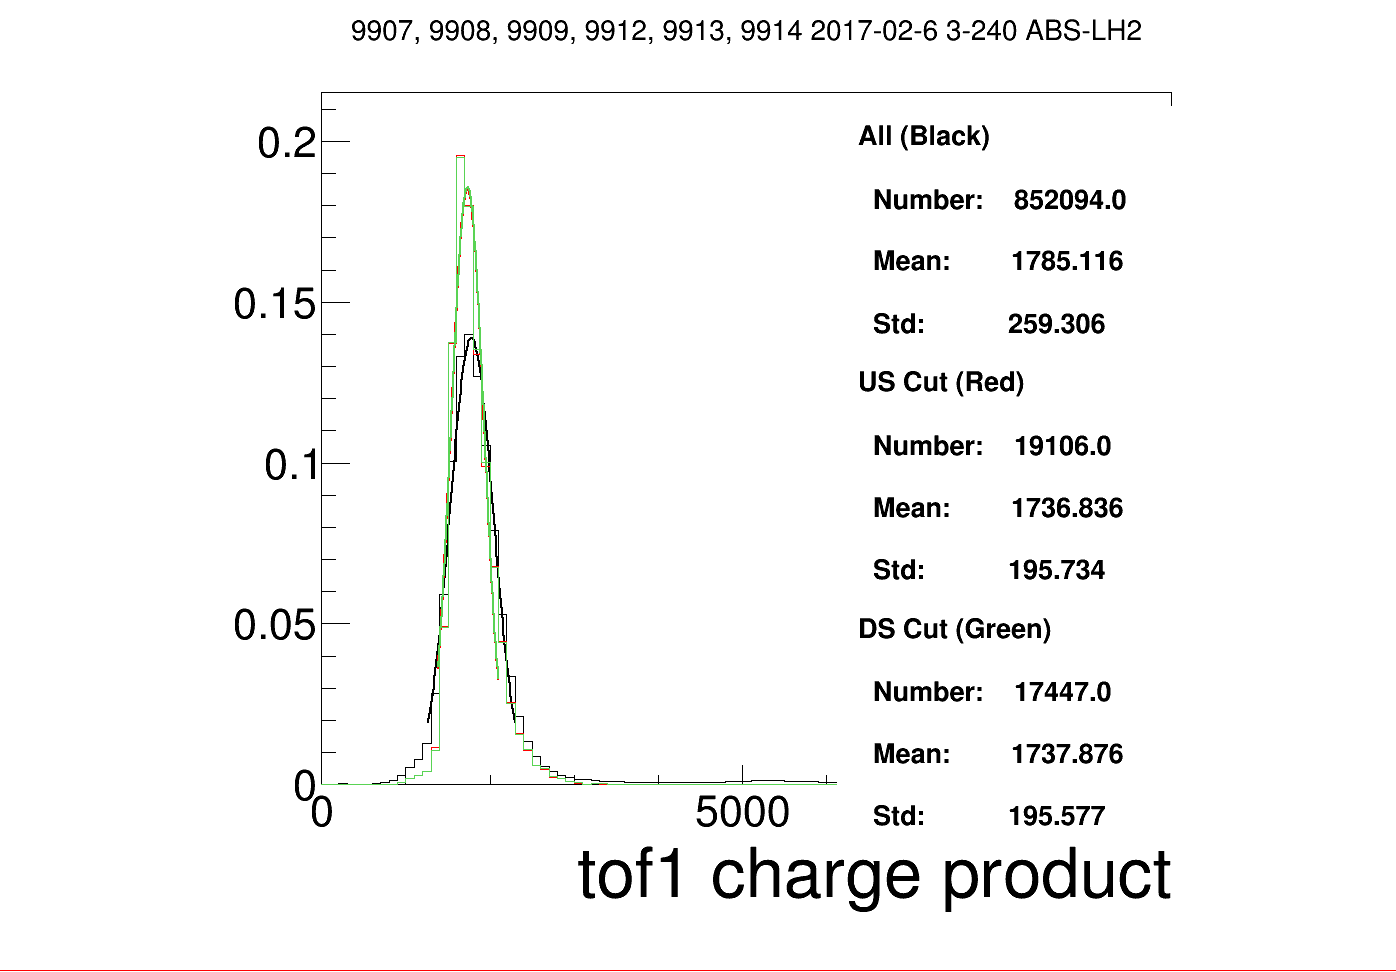 9907, 9908, 9909, 9912, 9913, 9914 2017-02-6 3-240 ABS-LH2
0.2
0.15
0.1
0.05
0
0
5000
tof1 charge product
All (Black)
Number: 852094.0
Mean: 1785.116
Std: 259.306
US Cut (Red)
Number: 19106.0
Mean: 1736.836
Std: 195.734
DS Cut (Green)
Number: 17447.0
Mean: 1737.876
Std: 195.577